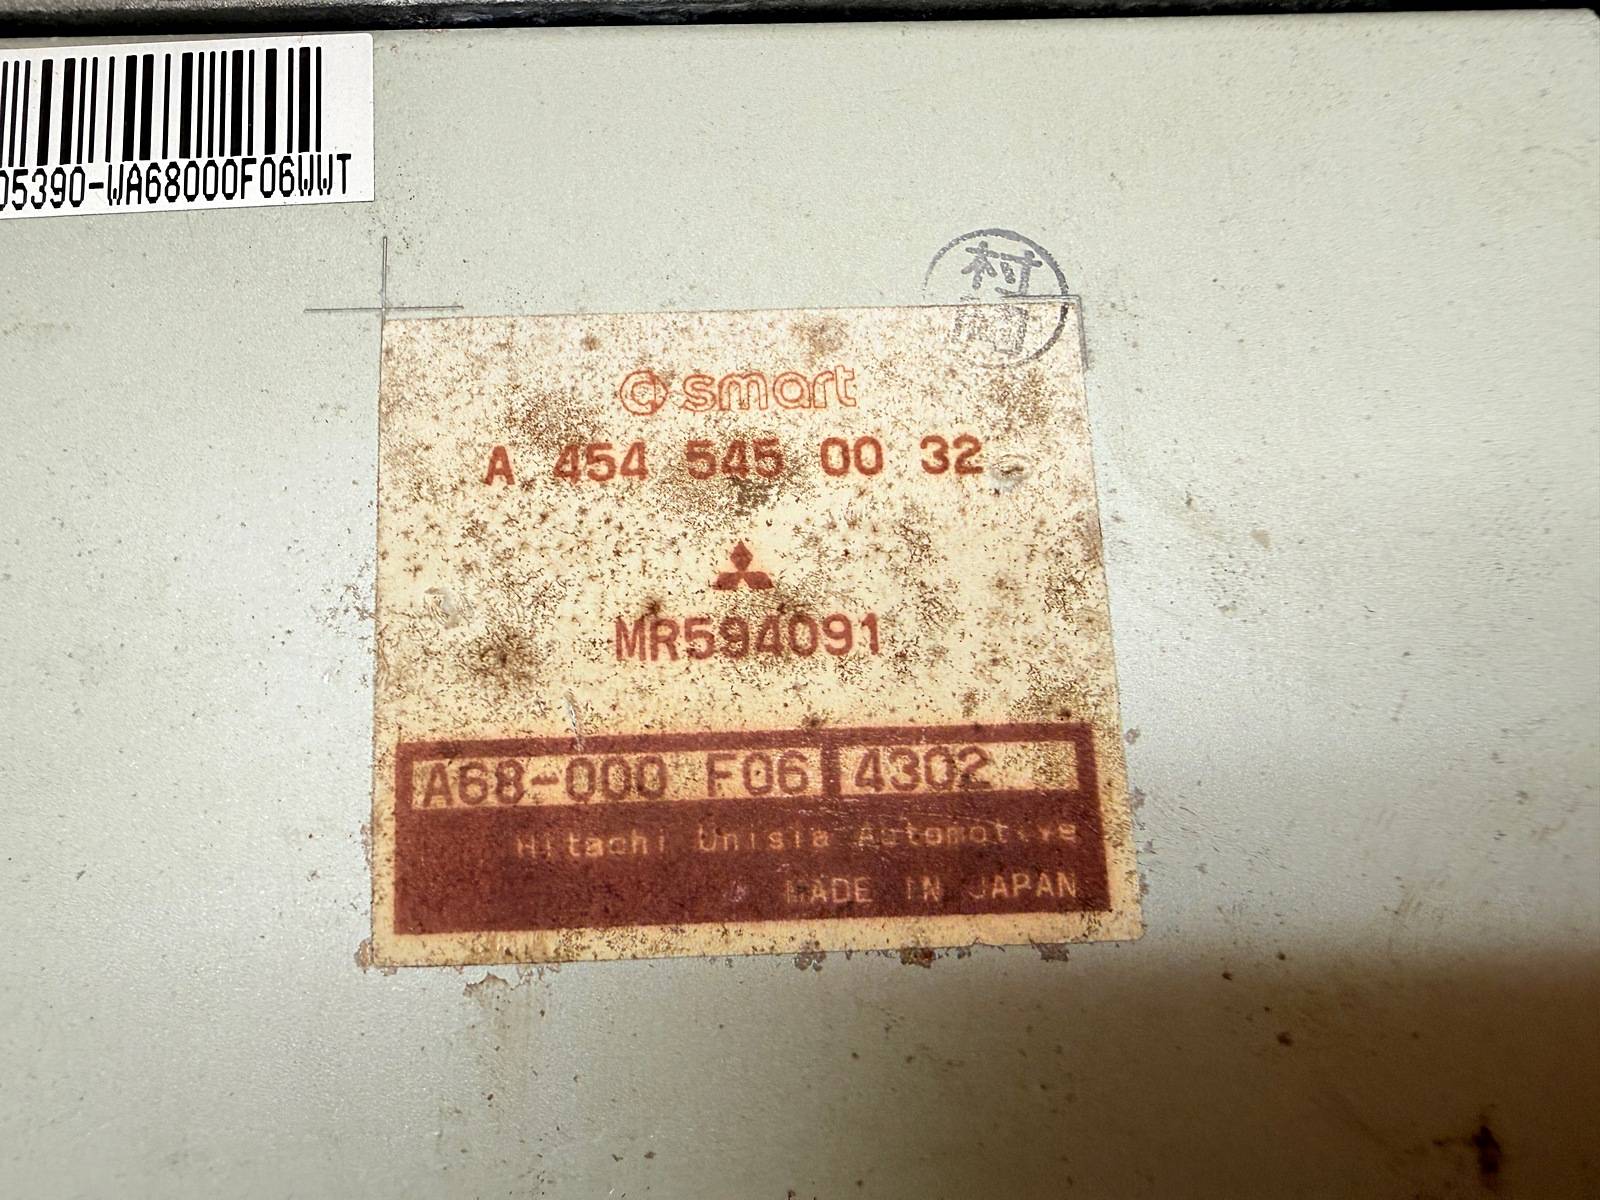 05390-WA68000F06WWT
村岡
smart
A 454 545 00 32
MR594091
A68-000 F06 4302
Hitachi Unisia Automotive
MADE IN JAPAN